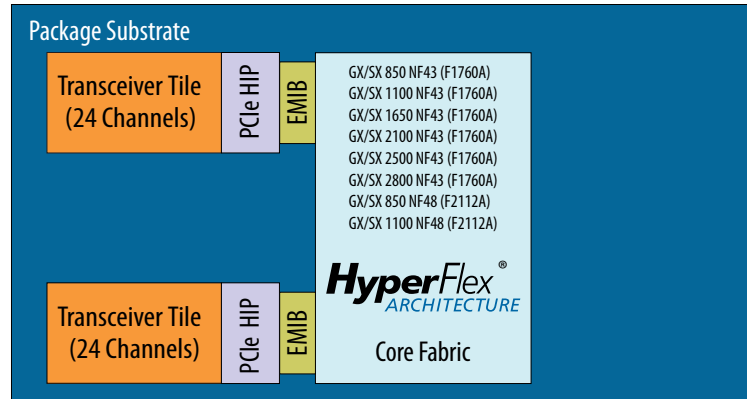 Package Substrate
Transceiver Tile
(24 Channels)
PCIe HIP
EMIB
GX/SX 850 NF43 (F1760A)
GX/SX 1100 NF43 (F1760A)
GX/SX 1650 NF43 (F1760A)
GX/SX 2100 NF43 (F1760A)
GX/SX 2500 NF43 (F1760A)
GX/SX 2800 NF43 (F1760A)
GX/SX 850 NF48 (F2112A)
GX/SX 1100 NF48 (F2112A)
HyperFlex®
ARCHITECTURE
Transceiver Tile
(24 Channels)
PCIe HIP
EMIB
Core Fabric